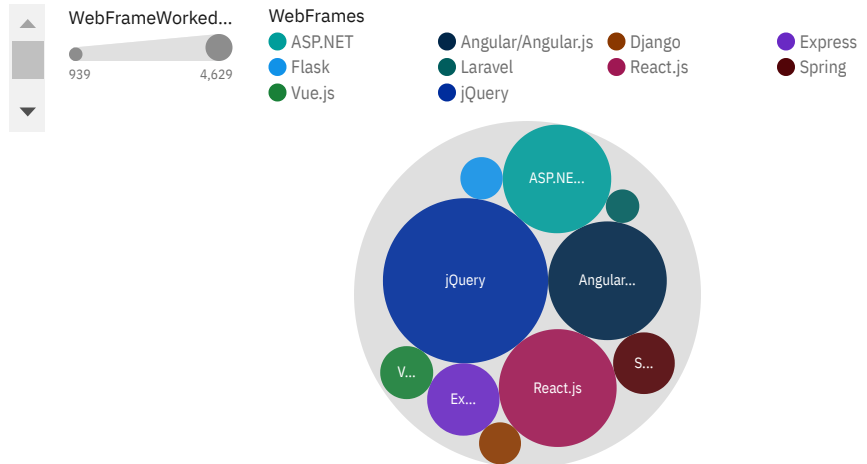 WebFrameWorked...
939
4,629
WebFrames
ASP.NET
Angular/Angular.js
Django
Express
Flask
Laravel
React.js
Spring
Vue.js
jQuery
ASP.NE...
jQuery
Angular...
V...
S...
Ex...
React.js